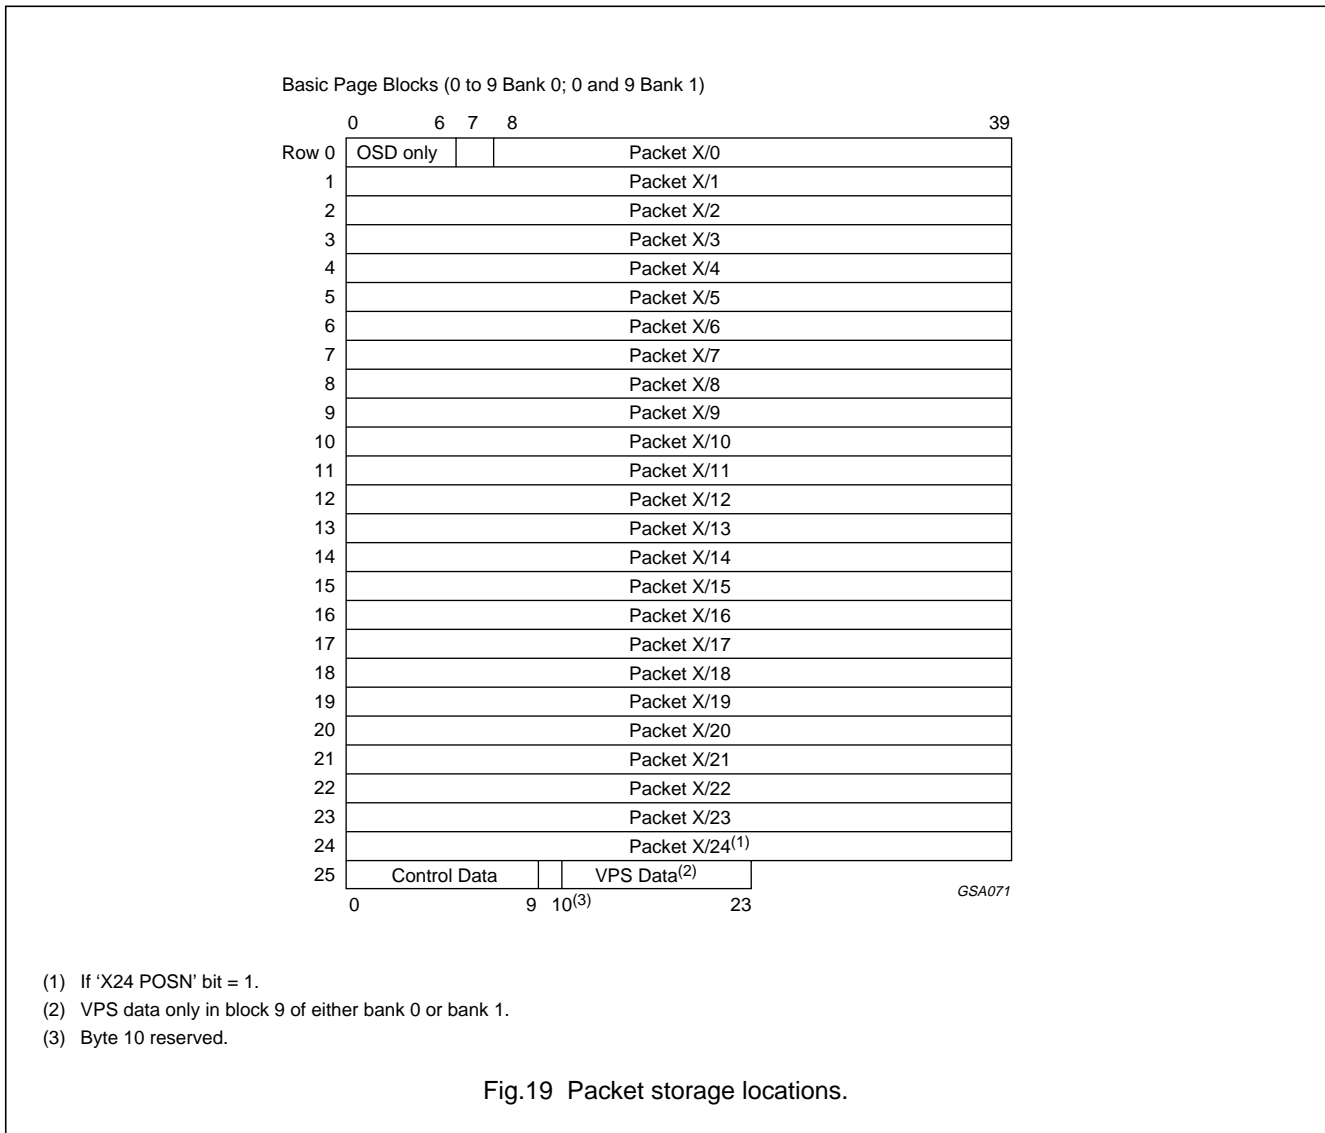 Basic Page Blocks (0 to 9 Bank 0; 0 and 9 Bank 1)
0 6 7 8 39
Row 0 OSD only Packet X/0
1 Packet X/1
2 Packet X/2
3 Packet X/3
4 Packet X/4
5 Packet X/5
6 Packet X/6
7 Packet X/7
8 Packet X/8
9 Packet X/9
10 Packet X/10
11 Packet X/11
12 Packet X/12
13 Packet X/13
14 Packet X/14
15 Packet X/15
16 Packet X/16
17 Packet X/17
18 Packet X/18
19 Packet X/19
20 Packet X/20
21 Packet X/21
22 Packet X/22
23 Packet X/23
24 Packet X/24(1)
25 Control Data VPS Data(2)
GSA071
0 9 10(3) 23
(1) If ‘X24 POSN’ bit = 1.
(2) VPS data only in block 9 of either bank 0 or bank 1.
(3) Byte 10 reserved.
Fig.19 Packet storage locations.